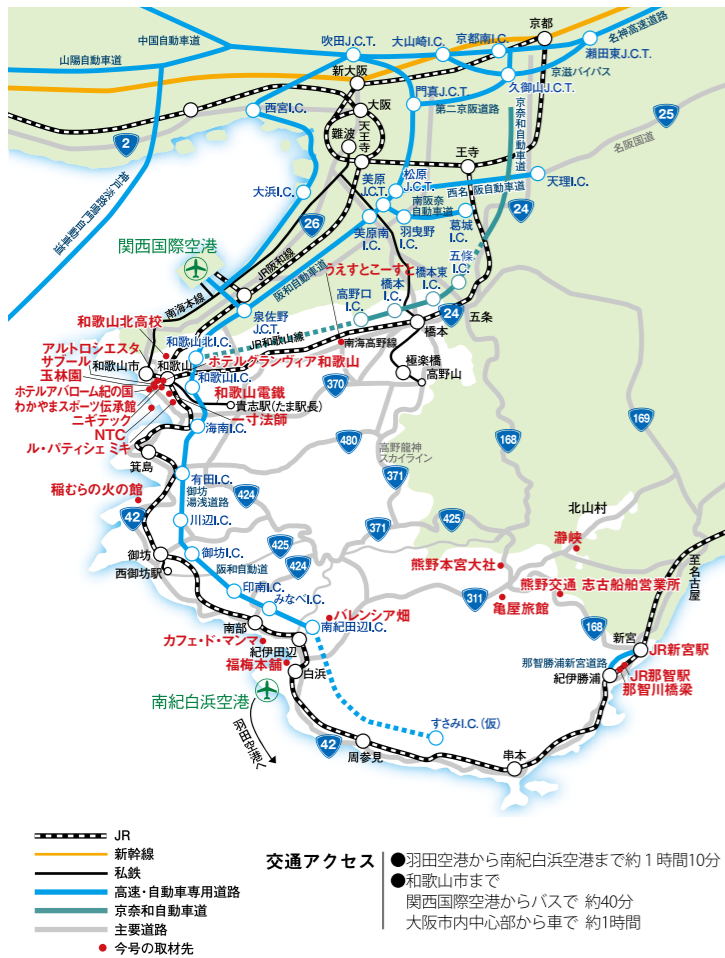 京都
中国自動車道
吹田J.C.T.
大山崎I.C.
京都南I.C.
名神高速道路
山陽自動車道
瀬田東J.C.T.
新大阪
京滋バイパス
久御山J.C.T.
門真J.C.T.
第二京阪道路
西宮I.C.
大阪
京奈和自動車道
25
2
天王寺
難波
名阪国道
王寺
神戸淡路鳴門自動車道
美原J.C.T.
松原J.C.T.
西名阪自動車道
天理I.C.
大浜I.C.
南阪奈自動車道
24
26
美原南I.C.
羽曳野I.C.
葛城I.C.
関西国際空港
JR阪和線
阪和自動車道
うえすとこーすと
五條I.C.
橋本東I.C.
橋本I.C.
南海本線
高野口I.C.
泉佐野J.C.T.
24
五条
和歌山北高校
和歌山北I.C.
JR和歌山線
南海高野線
橋本
アルトロシエスタ
サブール
和歌山市
和歌山
ホテルグランヴィア和歌山
極楽橋
高野山
玉林園
和歌山I.C.
和歌山電鐵
370
ホテルアバローム紀の国
貴志駅(たま駅長)
わかやまスポーツ伝承館
一寸法師
169
ニギテック
海南I.C.
NTC
480
168
ル・パティシェ ミキ
高野龍神スカイライン
箕島
371
有田I.C.
稲むらの火の館
御坊湯浅道路
424
北山村
42
川辺I.C.
371
425
瀞峡
御坊
御坊I.C.
425
西御坊駅
阪和自動道
424
熊野本宮大社
至名古屋
印南I.C.
熊野交通 志古船舶営業所
みなべI.C.
311
亀屋旅館
バレンシア畑
168
南部
南紀田辺I.C.
新宮
カフェ・ド・マンマ
紀伊田辺
JR新宮駅
福梅本舗
白浜
那智勝浦新宮道路
JR那智駅
紀伊勝浦
那智川橋梁
南紀白浜空港
羽田空港へ
すさみI.C.(仮)
42
周参見
串本
JR
新幹線
私鉄
高速・自動車専用道路
京奈和自動車道
主要道路
今号の取材先
交通アクセス
●羽田空港から南紀白浜空港まで約1時間10分
●和歌山市まで
関西国際空港からバスで 約40分
大阪市内中心部から車で 約1時間